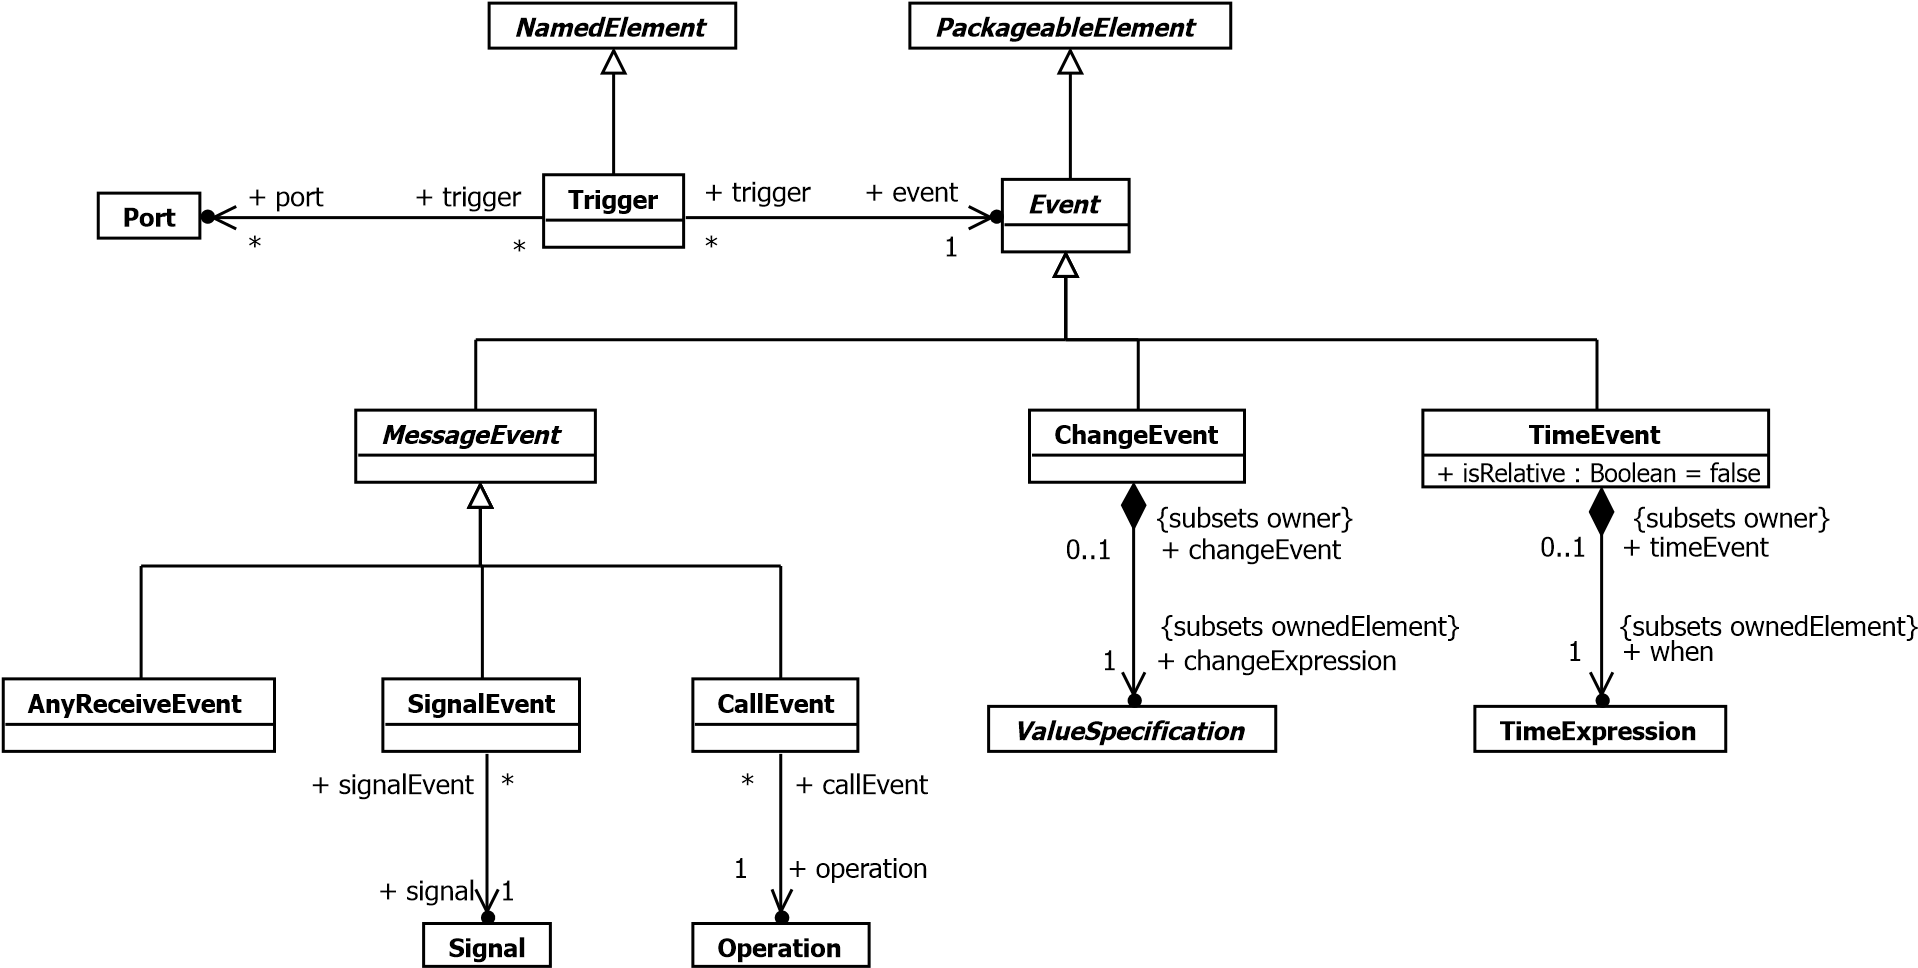 NamedElement
PackageableElement
+ port
+ trigger
Trigger
+ trigger
+ event
Event
Port
*
*
*
1
MessageEvent
ChangeEvent
TimeEvent
+ isRelative : Boolean = false
{subsets owner}
0..1
+ changeEvent
{subsets owner}
0..1
+ timeEvent
{subsets ownedElement}
1
+ changeExpression
{subsets ownedElement}
1
+ when
AnyReceiveEvent
SignalEvent
CallEvent
ValueSpecification
TimeExpression
+ signalEvent
*
*
+ callEvent
+ signal
1
1
+ operation
Signal
Operation